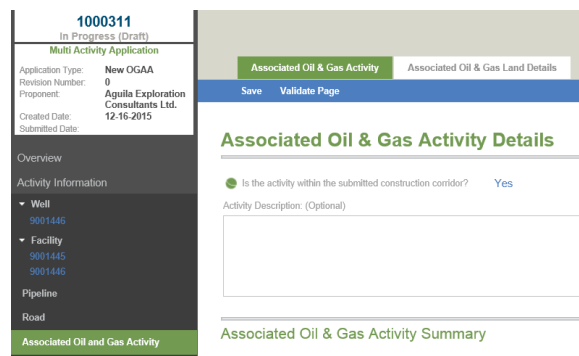 1000311
In Progress (Draft)
Multi Activity Application
Application Type: New OGAA
Revision Number: 0
Proponent: Aguila Exploration
Consultants Ltd.
Created Date: 12-16-2015
Submitted Date:
Overview
Activity Information
Well
9001446
Facility
9001445
9001446
Pipeline
Road
Associated Oil and Gas Activity
Associated Oil & Gas Activity
Associated Oil & Gas Land Details
Save Validate Page
Associated Oil & Gas Activity Details
Is the activity within the submitted construction corridor? Yes
Activity Description: (Optional)
Associated Oil & Gas Activity Summary